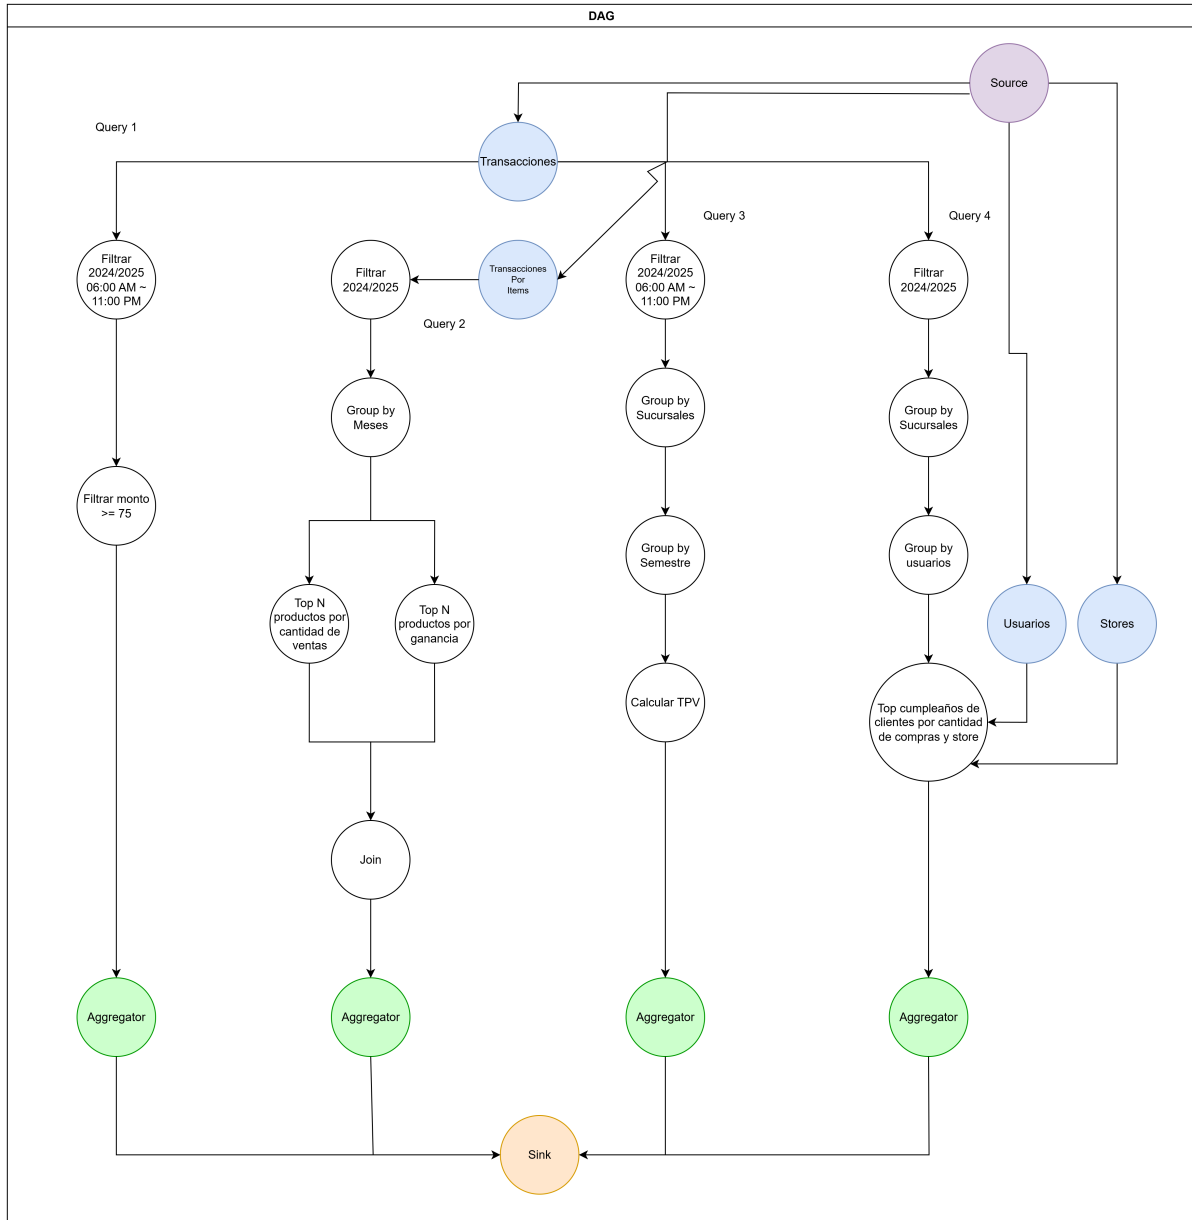 DAG
Source
Query 1
Transacciones
Query 3
Query 4
Filtrar
2024/2025
06:00 AM ~
11:00 PM
Filtrar
2024/2025
Transacciones
Por
Items
Filtrar
2024/2025
06:00 AM ~
11:00 PM
Filtrar
2024/2025
Query 2
Group by
Meses
Group by
Sucursales
Group by
Sucursales
Filtrar monto
>= 75
Group by
Semestre
Group by
usuarios
Top N
productos por
cantidad de
ventas
Top N
productos por
ganancia
Usuarios
Stores
Calcular TPV
Top cumpleaños de
clientes por cantidad
de compras y store
Join
Aggregator
Aggregator
Aggregator
Aggregator
Sink